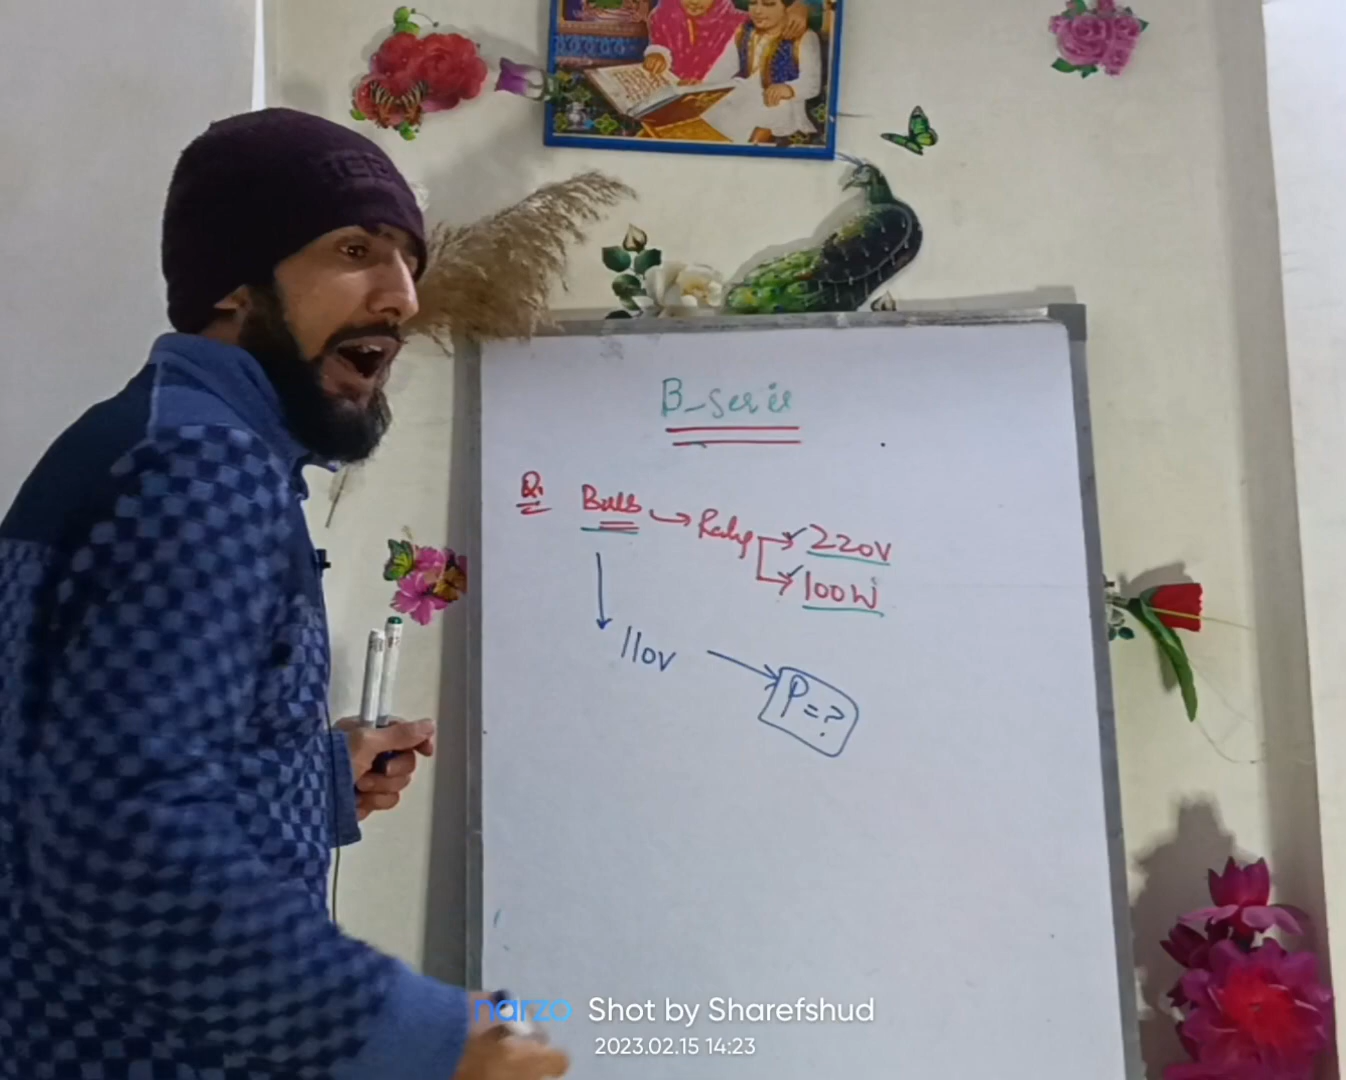 B-Series
Q. Bulb → Rating → 220V
→ 100W
110V → P=?
narzo Shot by Sharefshud
2023.02.15 14:23